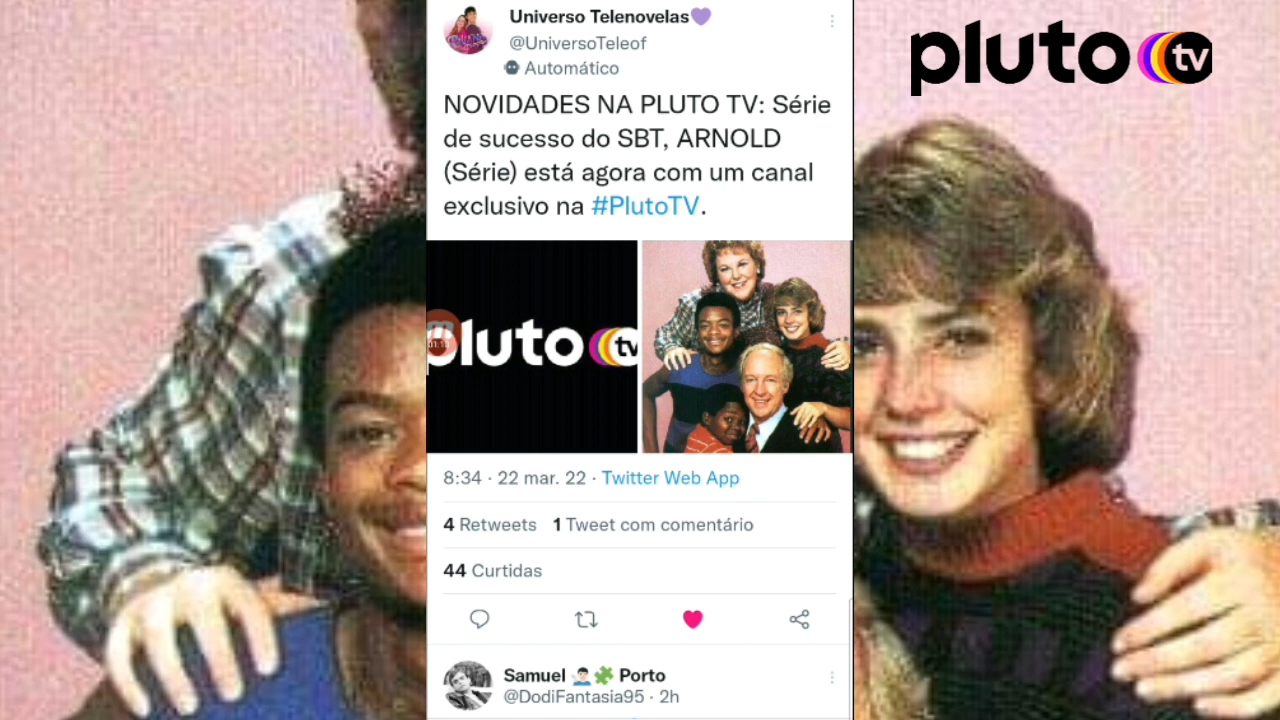 Universo Telenovelas💜
@UniversoTeleof
Automático
NOVIDADES NA PLUTO TV: Série
de sucesso do SBT, ARNOLD
(Série) está agora com um canal
exclusivo na #PlutoTV.
pluto tv
01:10
pluto tv
8:34 · 22 mar. 22 · Twitter Web App
4 Retweets 1 Tweet com comentário
44 Curtidas
Samuel 🤷🏻‍♂️🧩 Porto
@DodiFantasia95 · 2h